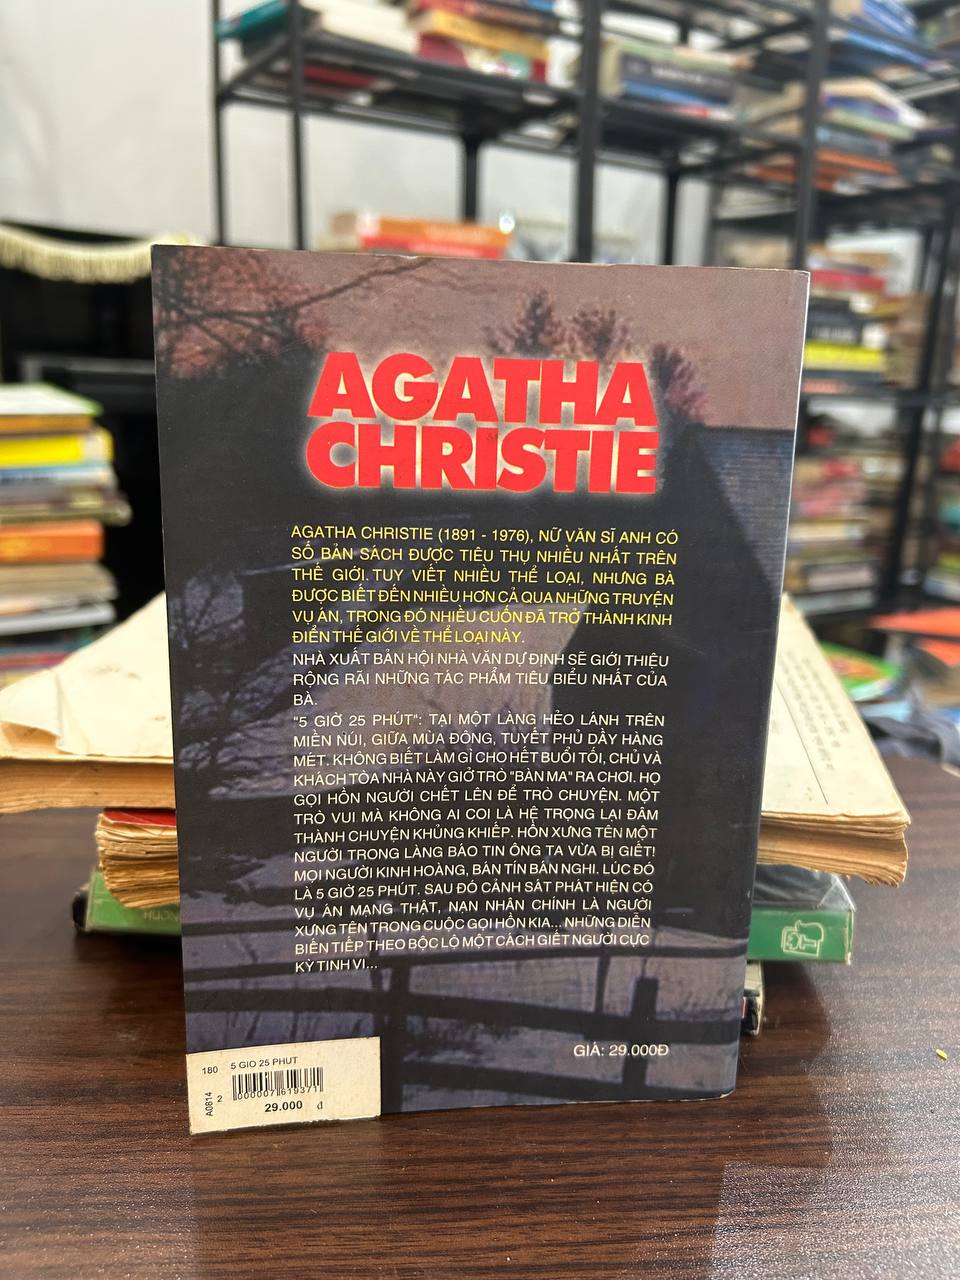 AGATHA
CHRISTIE
AGATHA CHRISTIE (1891 - 1976), NỮ VĂN SĨ ANH CÓ
SỐ BẢN SÁCH ĐƯỢC TIÊU THỤ NHIỀU NHẤT TRÊN
THẾ GIỚI. TUY VIẾT NHIỀU THỂ LOẠI, NHƯNG BÀ
ĐƯỢC BIẾT ĐẾN NHIỀU HƠN CẢ QUA NHỮNG TRUYỆN
VỤ ÁN, TRONG ĐÓ NHIỀU CUỐN ĐÃ TRỞ THÀNH KINH
ĐIỂN THẾ GIỚI VỀ THỂ LOẠI NÀY.
NHÀ XUẤT BẢN HỘI NHÀ VĂN DỰ ĐỊNH SẼ GIỚI THIỆU
RỘNG RÃI NHỮNG TÁC PHẨM TIÊU BIỂU NHẤT CỦA
BÀ.
"5 GIỜ 25 PHÚT": TẠI MỘT LÀNG HẺO LÁNH TRÊN
MIỀN NÚI, GIỮA MÙA ĐÔNG, TUYẾT PHỦ DẦY HÀNG
MÉT. KHÔNG BIẾT LÀM GÌ CHO HẾT BUỔI TỐI, CHỦ VÀ
KHÁCH TÒA NHÀ NÀY GIỞ TRÒ "BÀN MA" RA CHƠI. HỌ
GỌI HỒN NGƯỜI CHẾT LÊN ĐỂ TRÒ CHUYỆN. MỘT
TRÒ VUI MÀ KHÔNG AI COI LÀ HỆ TRỌNG LẠI ĐÂM
THÀNH CHUYỆN KHỦNG KHIẾP. HỒN XƯNG TÊN MỘT
NGƯỜI TRONG LÀNG BÁO TIN ÔNG TA VỪA BỊ GIẾT!
MỌI NGƯỜI KINH HOÀNG, BÁN TÍN BÁN NGHI. LÚC ĐÓ
LÀ 5 GIỜ 25 PHÚT. SAU ĐÓ CẢNH SÁT PHÁT HIỆN CÓ
VỤ ÁN MẠNG THẬT, NẠN NHÂN CHÍNH LÀ NGƯỜI
XƯNG TÊN TRONG CUỘC GỌI HỒN KIA... NHỮNG DIỄN
BIẾN TIẾP THEO BỘC LỘ MỘT CÁCH GIẾT NGƯỜI CỰC
KỲ TINH VI...
GIÁ: 29.000Đ
180 5 GIO 25 PHUT
A0814
2 000007 619371
29.000 đ